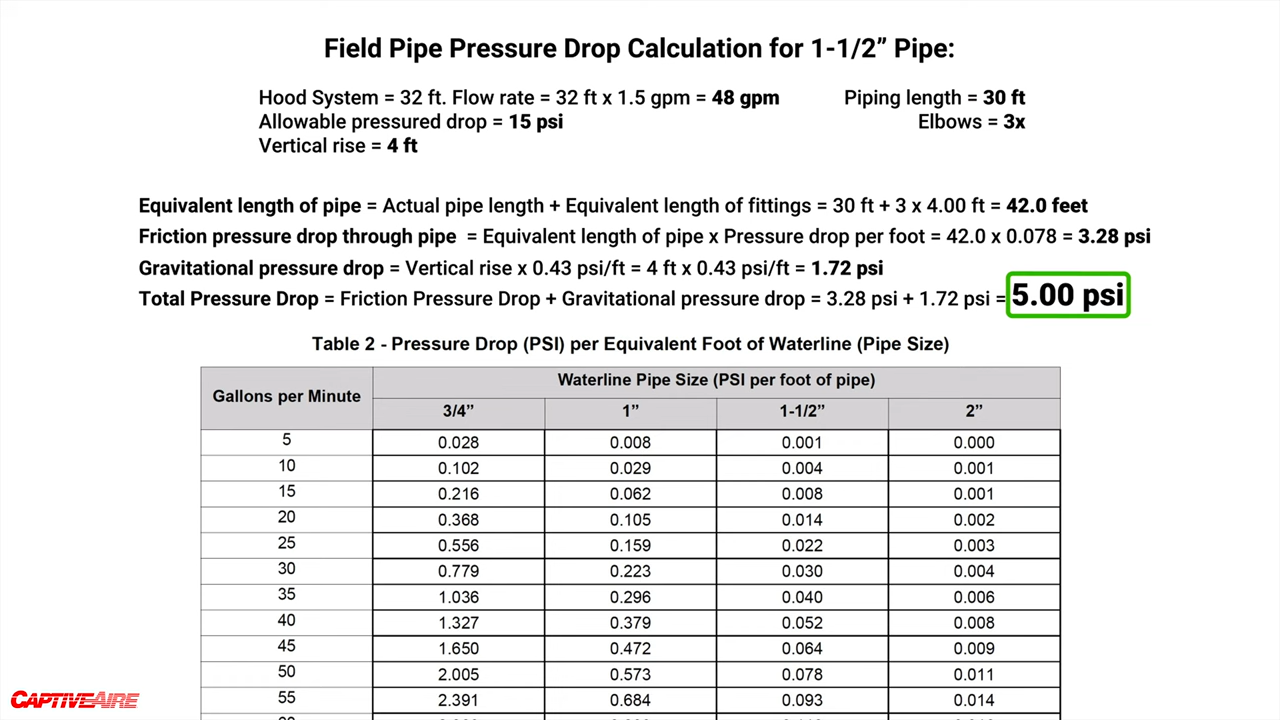 Field Pipe Pressure Drop Calculation for 1-1/2” Pipe:
Hood System = 32 ft. Flow rate = 32 ft x 1.5 gpm = 48 gpm
Piping length = 30 ft
Allowable pressured drop = 15 psi
Elbows = 3x
Vertical rise = 4 ft
Equivalent length of pipe = Actual pipe length + Equivalent length of fittings = 30 ft + 3 x 4.00 ft = 42.0 feet
Friction pressure drop through pipe = Equivalent length of pipe x Pressure drop per foot = 42.0 x 0.078 = 3.28 psi
Gravitational pressure drop = Vertical rise x 0.43 psi/ft = 4 ft x 0.43 psi/ft = 1.72 psi
Total Pressure Drop = Friction Pressure Drop + Gravitational pressure drop = 3.28 psi + 1.72 psi = 5.00 psi
Table 2 - Pressure Drop (PSI) per Equivalent Foot of Waterline (Pipe Size)
Gallons per Minute
Waterline Pipe Size (PSI per foot of pipe)
3/4” 1” 1-1/2” 2”
5 0.028 0.008 0.001 0.000
10 0.102 0.029 0.004 0.001
15 0.216 0.062 0.008 0.001
20 0.368 0.105 0.014 0.002
25 0.556 0.159 0.022 0.003
30 0.779 0.223 0.030 0.004
35 1.036 0.296 0.040 0.006
40 1.327 0.379 0.052 0.008
45 1.650 0.472 0.064 0.009
50 2.005 0.573 0.078 0.011
55 2.391 0.684 0.093 0.014
CAPTIVEAIRE